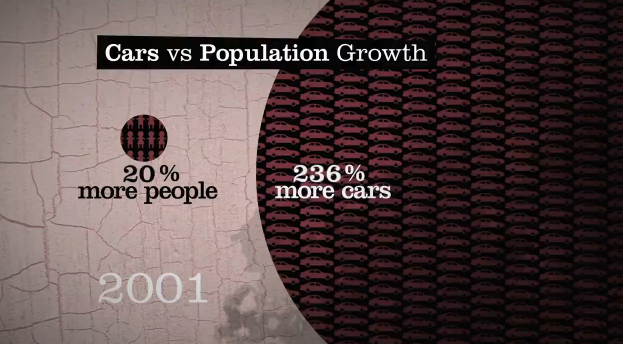 Cars vs Population Growth
20%
more people
236%
more cars
2001